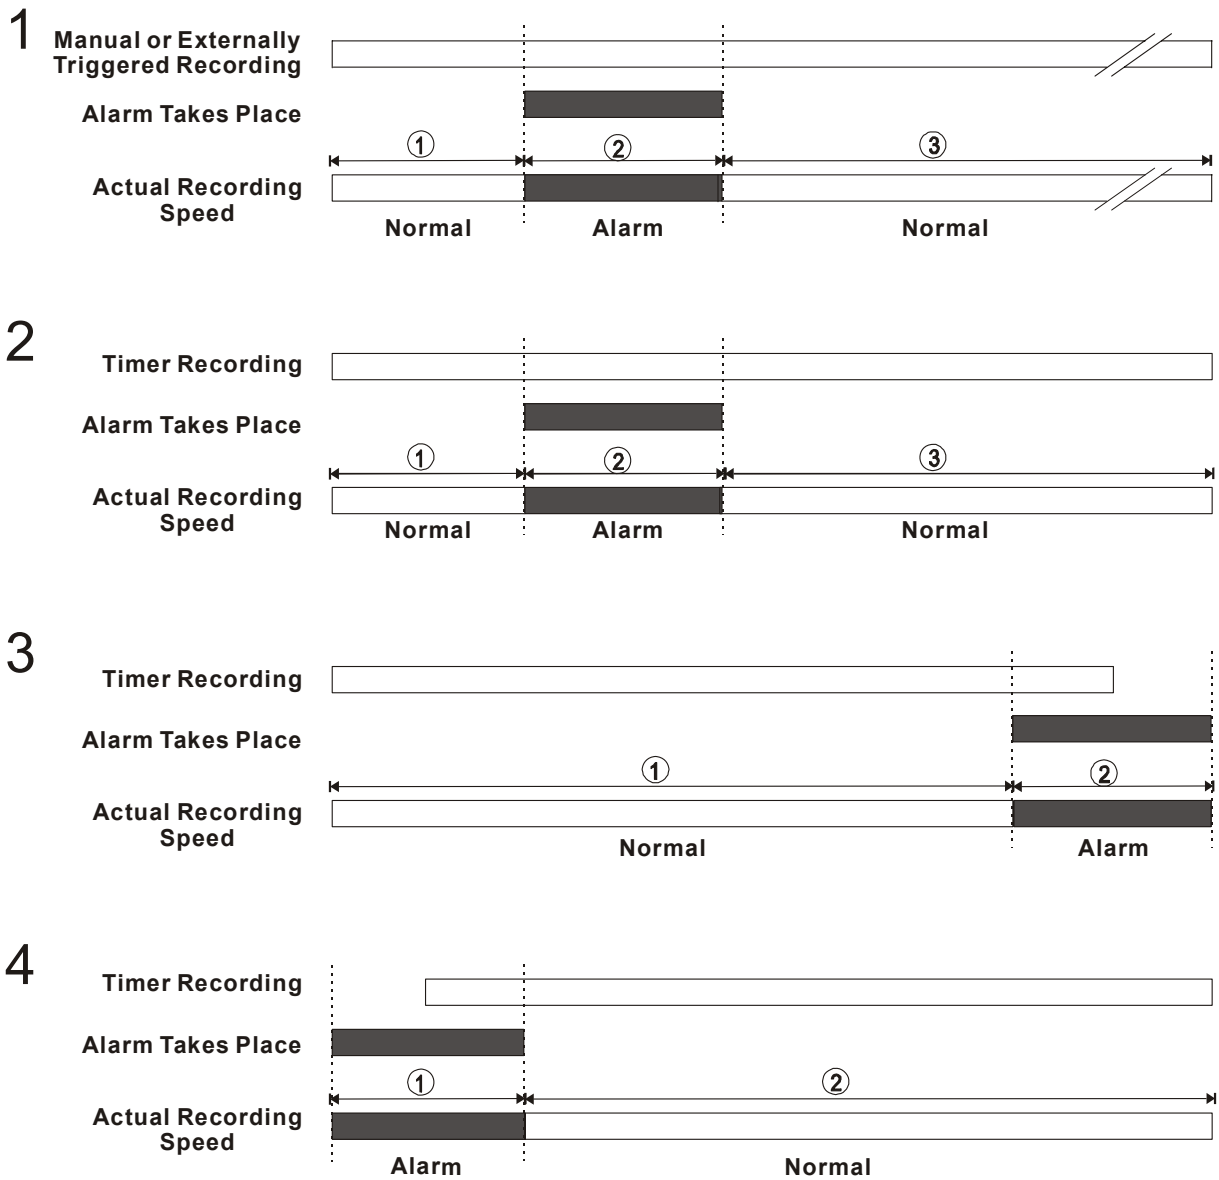 1
Manual or Externally
Triggered Recording
Alarm Takes Place
① ② ③
Actual Recording
Speed
Normal Alarm Normal
2
Timer Recording
Alarm Takes Place
① ② ③
Actual Recording
Speed
Normal Alarm Normal
3
Timer Recording
Alarm Takes Place
① ②
Actual Recording
Speed
Normal Alarm
4
Timer Recording
Alarm Takes Place
① ②
Actual Recording
Speed
Alarm Normal